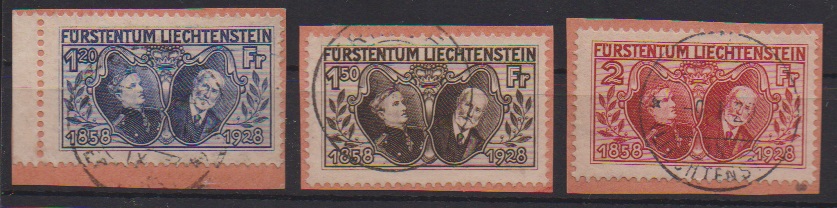 FÜRSTENTUM LIECHTENSTEIN
1.20 Fr
1858 1928
FÜRSTENTUM LIECHTENSTEIN
1.50 Fr
1858 1928
FÜRSTENTUM LIECHTENSTEIN
2 Fr
1858 1928